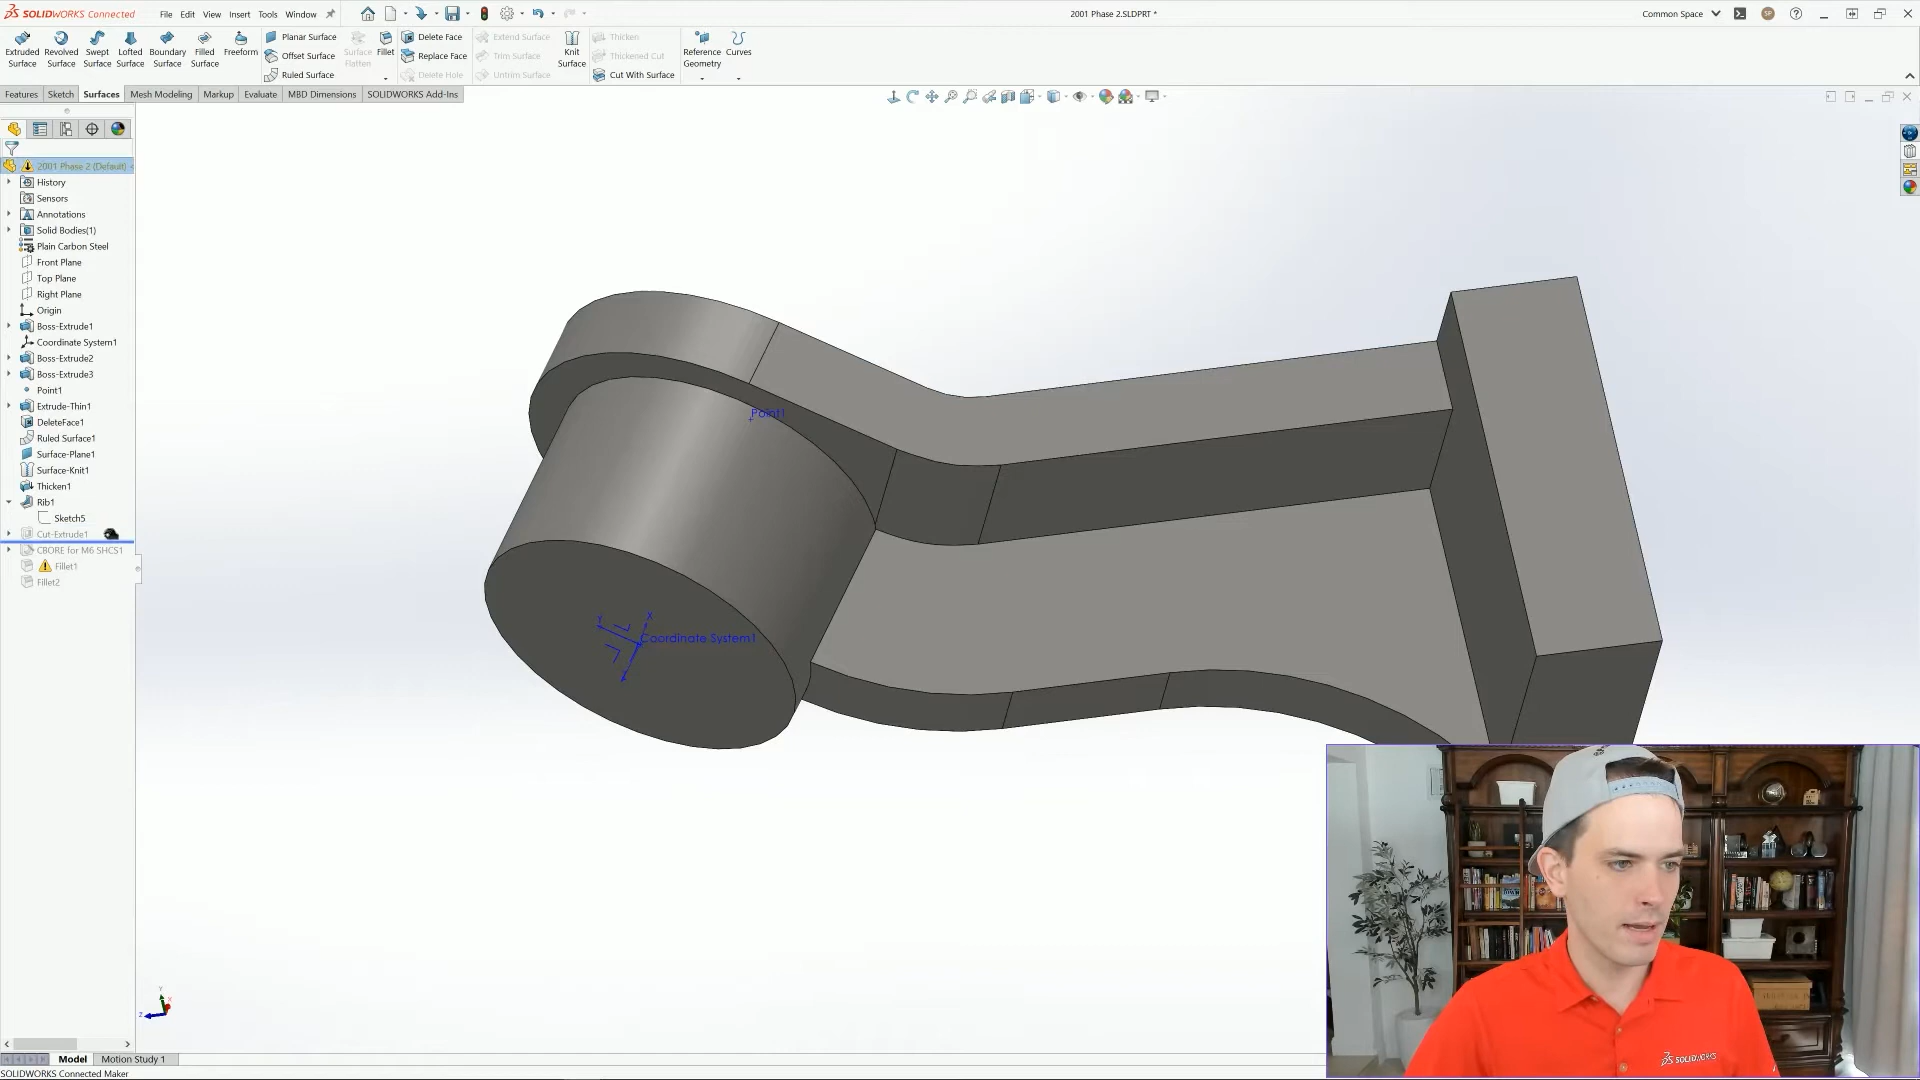 SOLIDWORKS Connected
File Edit View Insert Tools Window
2001 Phase 2.SLDPRT *
Common Space
Extruded Surface
Revolved Surface
Swept Surface
Lofted Surface
Boundary Surface
Filled Surface
Freeform
Planar Surface
Offset Surface
Ruled Surface
Surface Flatten
Fillet
Delete Face
Replace Face
Delete Hole
Extend Surface
Trim Surface
Untrim Surface
Knit Surface
Thicken
Thickened Cut
Cut With Surface
Reference Geometry
Curves
Features Sketch Surfaces Mesh Modeling Markup Evaluate MBD Dimensions SOLIDWORKS Add-Ins
2001 Phase 2 (Default)
History
Sensors
Annotations
Solid Bodies(1)
Plain Carbon Steel
Front Plane
Top Plane
Right Plane
Origin
Boss-Extrude1
Coordinate System1
Boss-Extrude2
Boss-Extrude3
Point1
Extrude-Thin1
DeleteFace1
Ruled Surface1
Surface-Plane1
Surface-Knit1
Thicken1
Rib1
Sketch5
Cut-Extrude1
CBORE for M6 SHCS1
Fillet1
Fillet2
Point1
X
Y
Coordinate System1
Y
X
Z
Model Motion Study 1
SOLIDWORKS Connected Maker
SOLIDWORKS